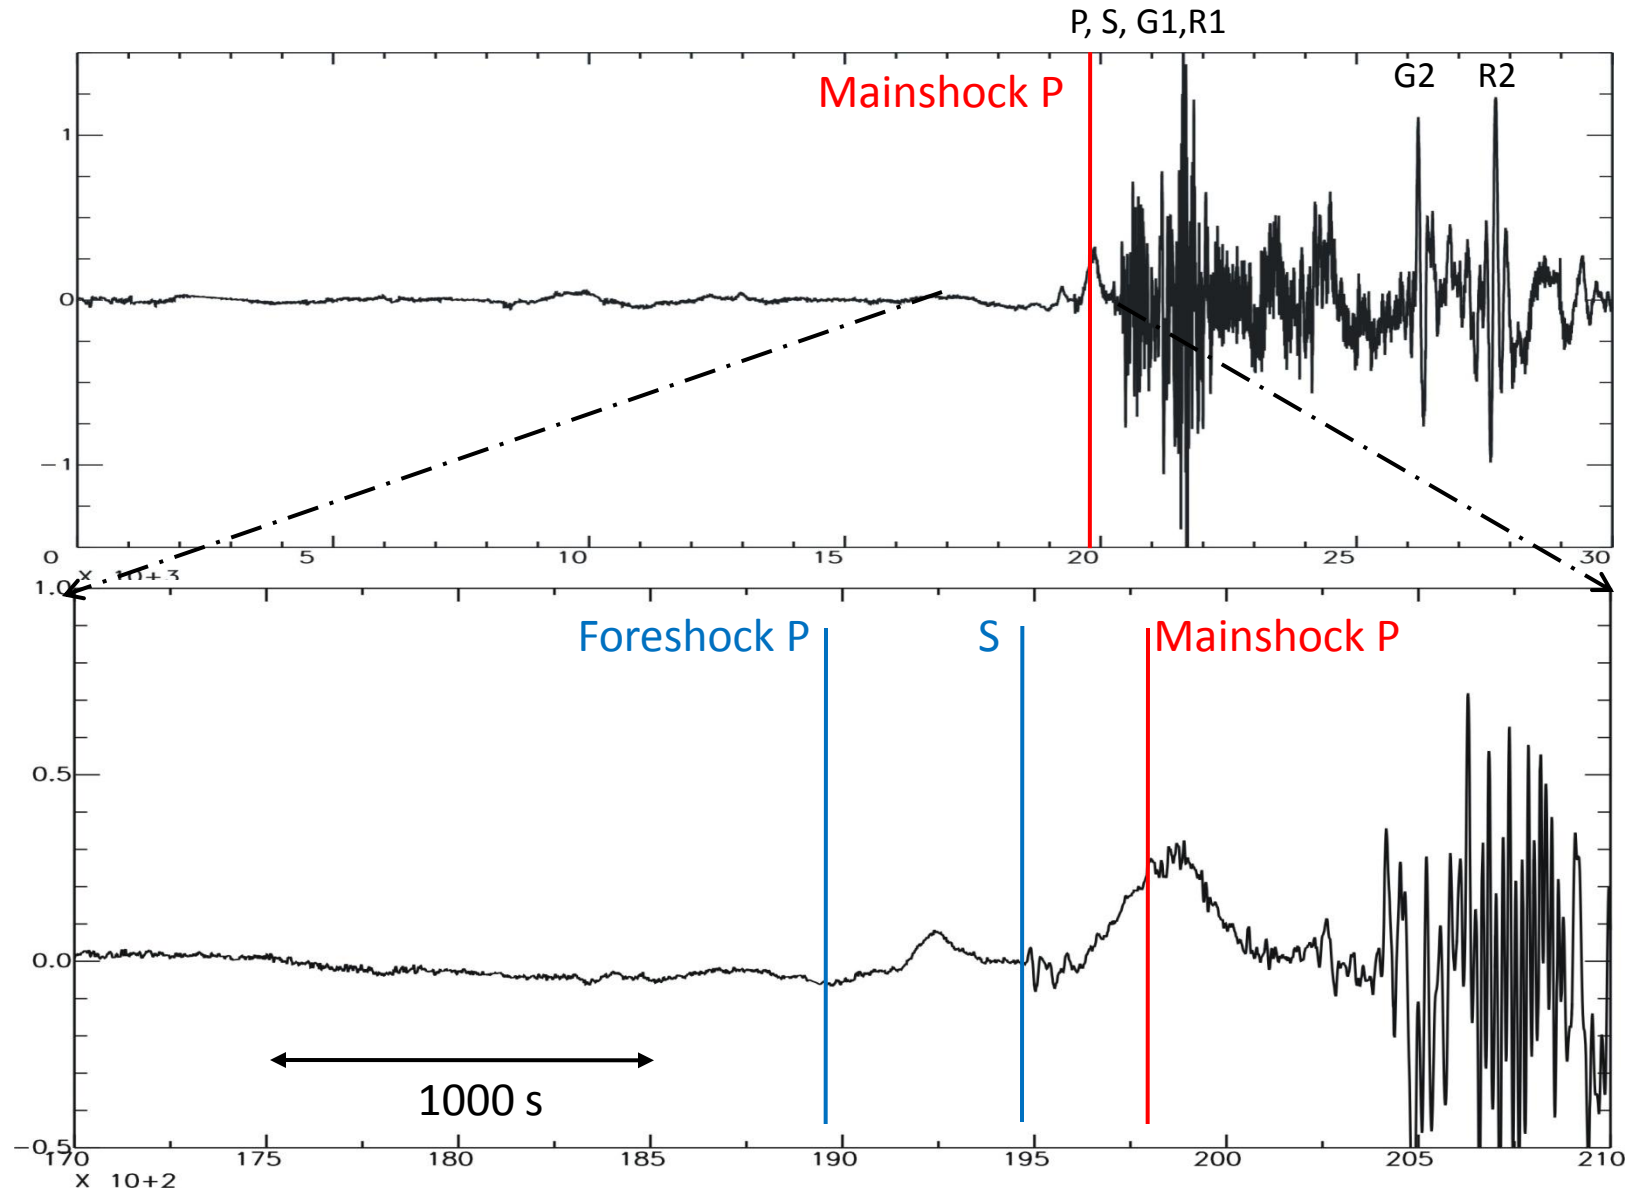 P, S, G1,R1
Mainshock P
G2
R2
1
0
−1
0 5 10 15 20 25 30
x 10+3
1.0
Foreshock P
S
Mainshock P
0.5
0.0
1000 s
−0.5
170 175 180 185 190 195 200 205 210
x 10+2